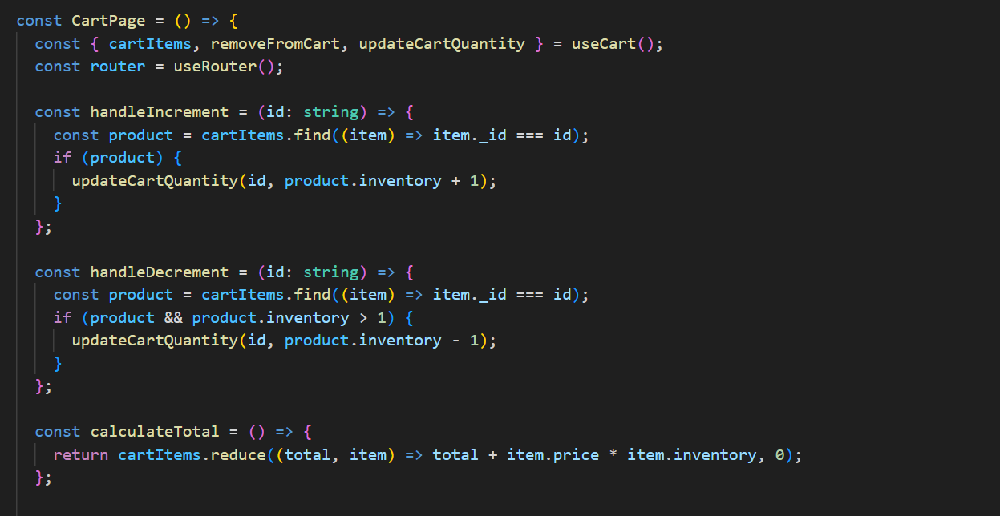 const CartPage = () => {
  const { cartItems, removeFromCart, updateCartQuantity } = useCart();
  const router = useRouter();

  const handleIncrement = (id: string) => {
    const product = cartItems.find((item) => item._id === id);
    if (product) {
      updateCartQuantity(id, product.inventory + 1);
    }
  };

  const handleDecrement = (id: string) => {
    const product = cartItems.find((item) => item._id === id);
    if (product && product.inventory > 1) {
      updateCartQuantity(id, product.inventory - 1);
    }
  };

  const calculateTotal = () => {
    return cartItems.reduce((total, item) => total + item.price * item.inventory, 0);
  };